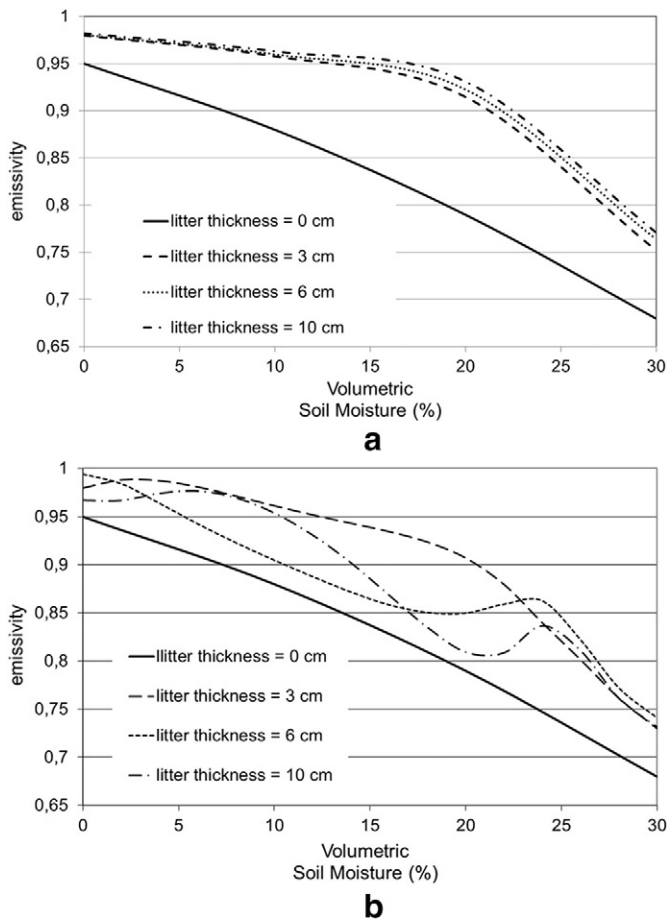 1
0,95
0,9
0,85
0,8
0,75
0,7
0,65
emissivity
litter thickness = 0 cm
litter thickness = 3 cm
litter thickness = 6 cm
litter thickness = 10 cm
0 5 10 15 20 25 30
Volumetric
Soil Moisture (%)
a
1
0,95
0,9
0,85
0,8
0,75
0,7
0,65
emissivity
llitter thickness = 0 cm
litter thickness = 3 cm
litter thickness = 6 cm
litter thickness = 10 cm
0 5 10 15 20 25 30
Volumetric
Soil Moisture (%)
b